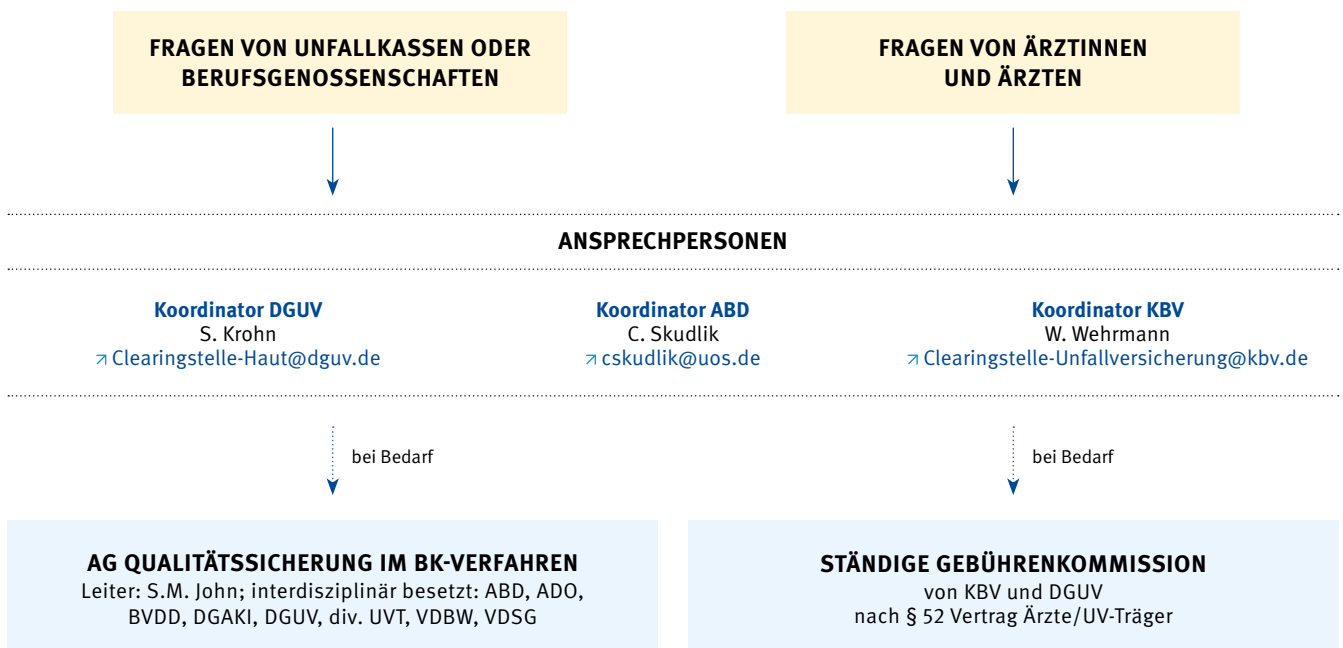 FRAGEN VON UNFALLKASSEN ODER
BERUFSGENOSSENSCHAFTEN
FRAGEN VON ÄRZTINNEN
UND ÄRZTEN
ANSPRECHPERSONEN
Koordinator DGUV
S. Krohn
↗ Clearingstelle-Haut@dguv.de
Koordinator ABD
C. Skudlik
↗ cskudlik@uos.de
Koordinator KBV
W. Wehrmann
↗ Clearingstelle-Unfallversicherung@kbv.de
bei Bedarf
bei Bedarf
AG QUALITÄTSSICHERUNG IM BK-VERFAHREN
Leiter: S.M. John; interdisziplinär besetzt: ABD, ADO,
BVDD, DGAKI, DGUV, div. UVT, VDBW, VDSG
STÄNDIGE GEBÜHRENKOMMISSION
von KBV und DGUV
nach § 52 Vertrag Ärzte/UV-Träger